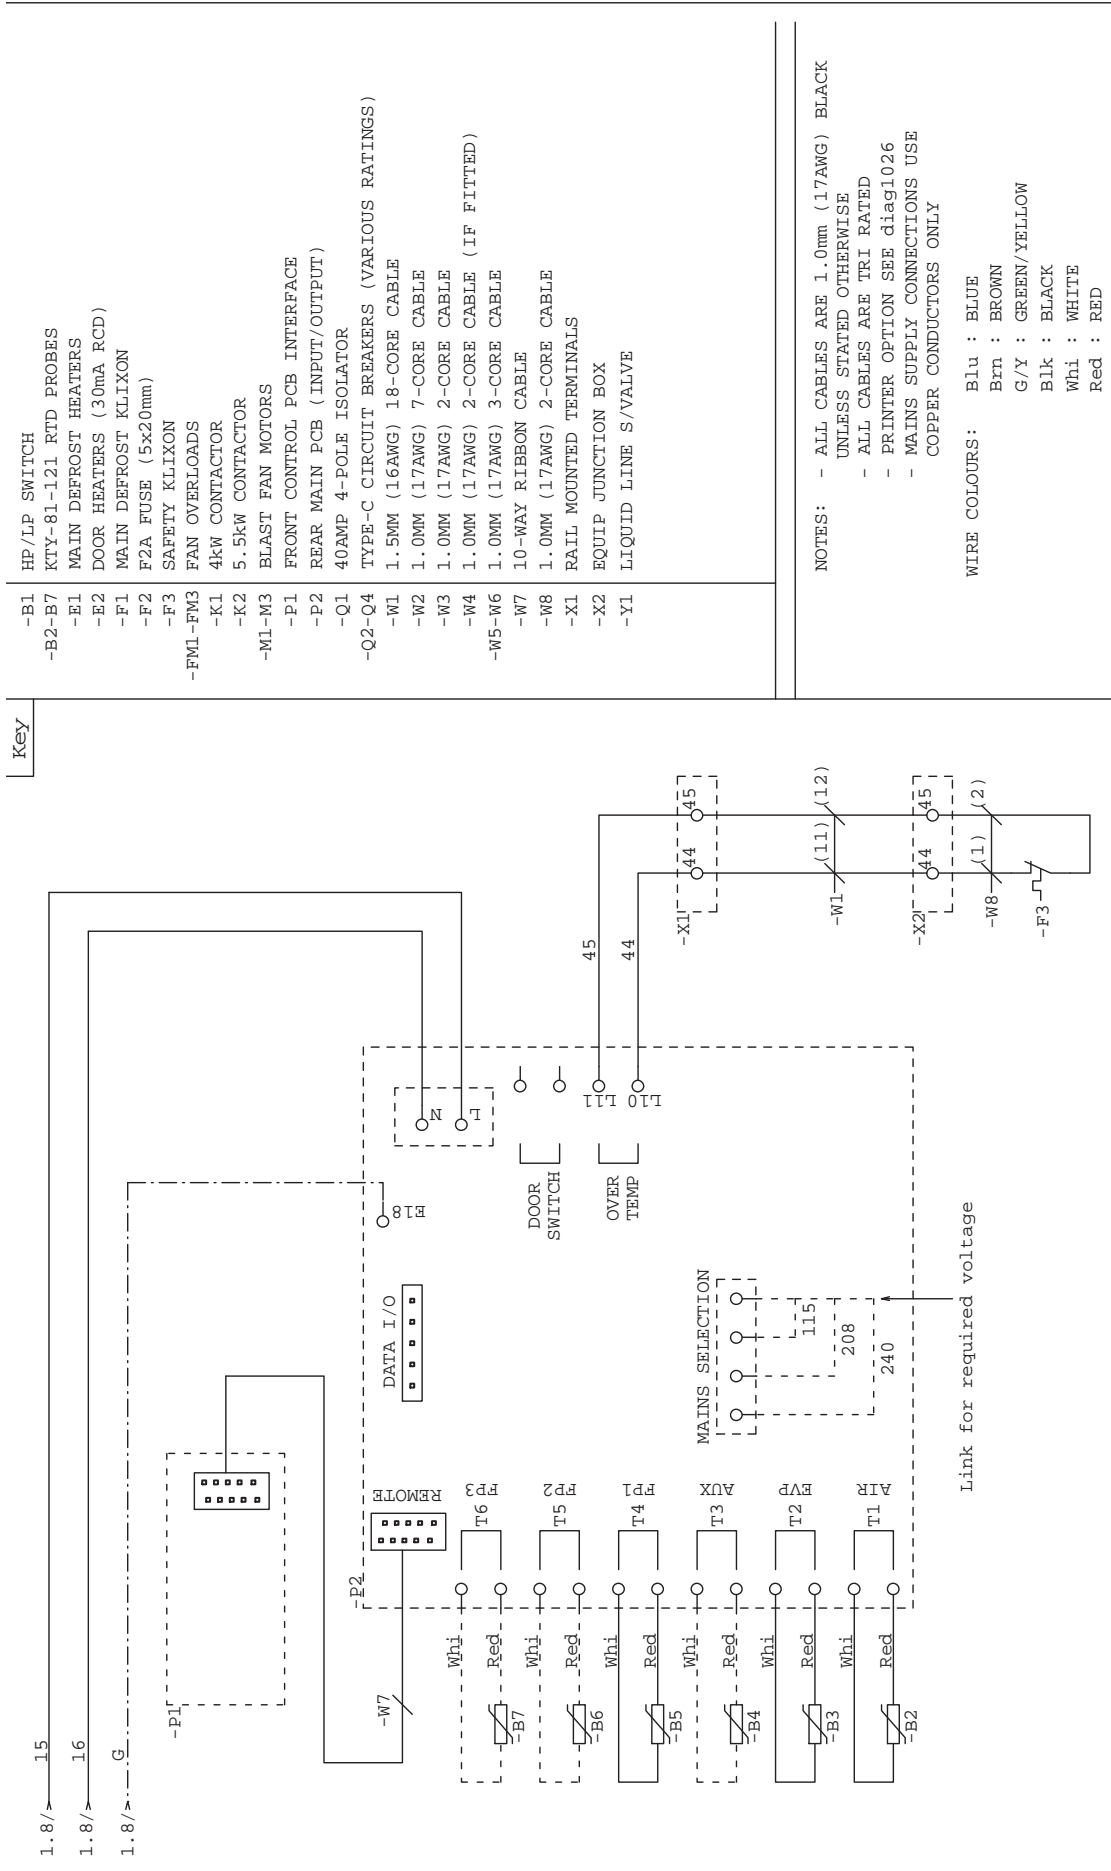 Key
-B1 HP/LP SWITCH
-B2-B7 KTY-81-121 RTD PROBES
-E1 MAIN DEFROST HEATERS
-E2 DOOR HEATERS (30mA RCD)
-F1 MAIN DEFROST KLIXON
-F2 F2A FUSE (5x20mm)
-F3 SAFETY KLIXON
-FM1-FM3 FAN OVERLOADS
-K1 4kW CONTACTOR
-K2 5.5kW CONTACTOR
-M1-M3 BLAST FAN MOTORS
-P1 FRONT CONTROL PCB INTERFACE
-P2 REAR MAIN PCB (INPUT/OUTPUT)
-Q1 40AMP 4-POLE ISOLATOR
-Q2-Q4 TYPE-C CIRCUIT BREAKERS (VARIOUS RATINGS)
-W1 1.5MM (16AWG) 18-CORE CABLE
-W2 1.0MM (17AWG) 7-CORE CABLE
-W3 1.0MM (17AWG) 2-CORE CABLE
-W4 1.0MM (17AWG) 2-CORE CABLE (IF FITTED)
-W5-W6 1.0MM (17AWG) 3-CORE CABLE
-W7 10-WAY RIBBON CABLE
-W8 1.0MM (17AWG) 2-CORE CABLE
-X1 RAIL MOUNTED TERMINALS
-X2 EQUIP JUNCTION BOX
-Y1 LIQUID LINE S/VALVE
NOTES: - ALL CABLES ARE 1.0mm (17AWG) BLACK
UNLESS STATED OTHERWISE
- ALL CABLES ARE TRI RATED
- PRINTER OPTION SEE diag1026
- MAINS SUPPLY CONNECTIONS USE
COPPER CONDUCTORS ONLY
WIRE COLOURS: Blu : BLUE
Brn : BROWN
G/Y : GREEN/YELLOW
Blk : BLACK
Whi : WHITE
Red : RED
1.8/ 15
1.8/ 16
1.8/ G
-P1
-W7
P2
REMOTE
DATA I/O
E18
N
L
DOOR
SWITCH
OVER
TEMP
L11
L10
45
44
-X1
44
45
-W1
(11)
(12)
-X2
44
45
-W8
(1)
(2)
-F3
-B7 Whi Red T6 FP3
-B6 Whi Red T5 FP2
-B5 Whi Red T4 FP1
-B4 Whi Red T3 AUX
-B3 Whi Red T2 EVP
-B2 Whi Red T1 AIR
MAINS SELECTION
115
208
240
Link for required voltage